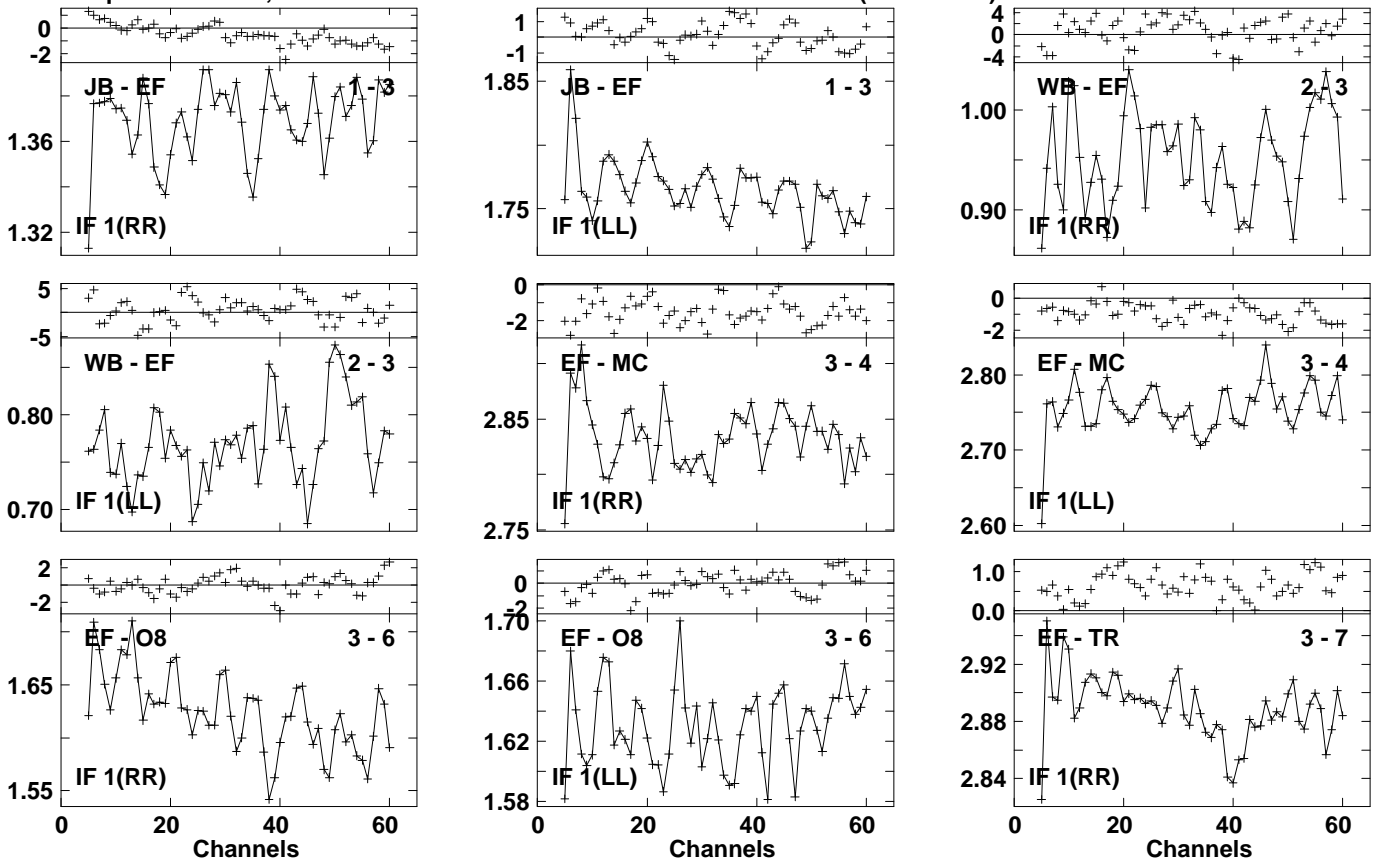 0
-2
JB - EF 1 - 3
1.36
1.32
IF 1(RR)
1
-1
JB - EF 1 - 3
1.85
1.75
IF 1(LL)
4
0
-4
WB - EF 2 - 3
1.00
0.90
IF 1(RR)
5
0
-5
WB - EF 2 - 3
0.80
0.70
IF 1(LL)
0
-2
EF - MC 3 - 4
2.85
2.75
IF 1(RR)
0
-2
EF - MC 3 - 4
2.80
2.70
2.60
IF 1(LL)
2
-2
EF - O8 3 - 6
1.65
1.55
IF 1(RR)
0 20 40 60
Channels
2
0
-2
EF - O8 3 - 6
1.70
1.66
1.62
1.58
IF 1(LL)
0 20 40 60
Channels
1.0
0.0
EF - TR 3 - 7
2.92
2.88
2.84
IF 1(RR)
0 20 40 60
Channels